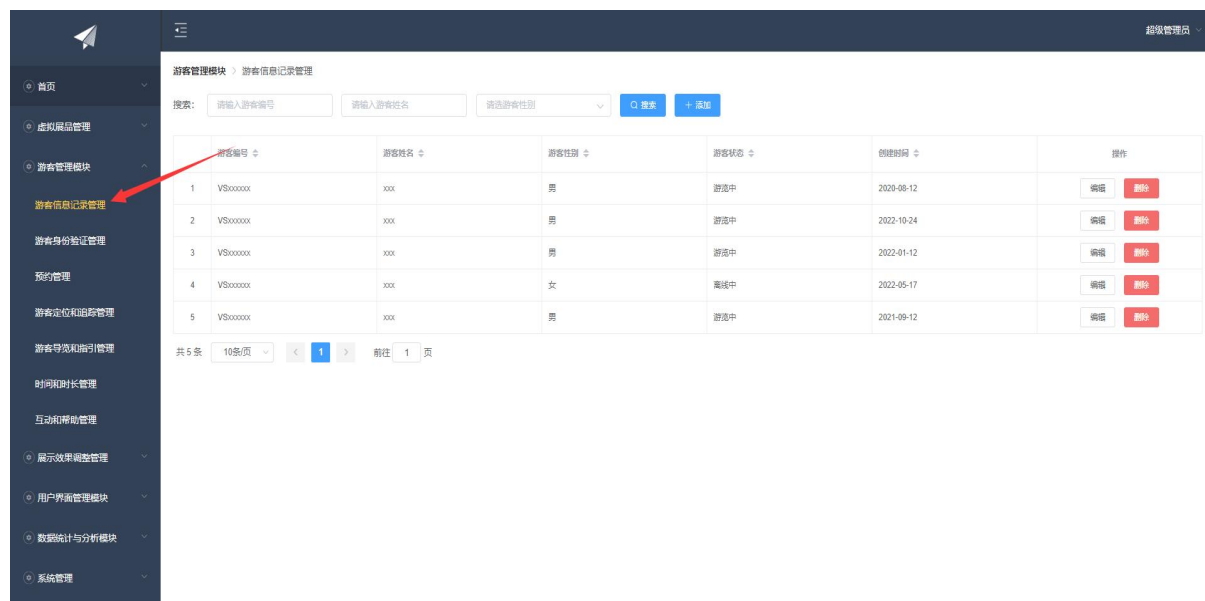 超级管理员
首页
虚拟展品管理
游客管理模块
游客信息记录管理
游客身份验证管理
预约管理
游客定位和追踪管理
游客导览和指引管理
时间和时长管理
互动和帮助管理
展示效果调整管理
用户界面管理模块
数据统计与分析模块
系统管理
游客管理模块 〉 游客信息记录管理
搜索： 请输入游客编号 请输入游客姓名 请选游客性别 搜索 + 添加
游客编号 游客姓名 游客性别 游客状态 创建时间 操作
1 VSxxxxxx xxx 男 游览中 2020-08-12 编辑 删除
2 VSxxxxxx xxx 男 游览中 2022-10-24 编辑 删除
3 VSxxxxxx xxx 男 游览中 2022-01-12 编辑 删除
4 VSxxxxxx xxx 女 离线中 2022-05-17 编辑 删除
5 VSxxxxxx xxx 男 游览中 2021-09-12 编辑 删除
共 5 条 10条/页 < 1 > 前往 1 页